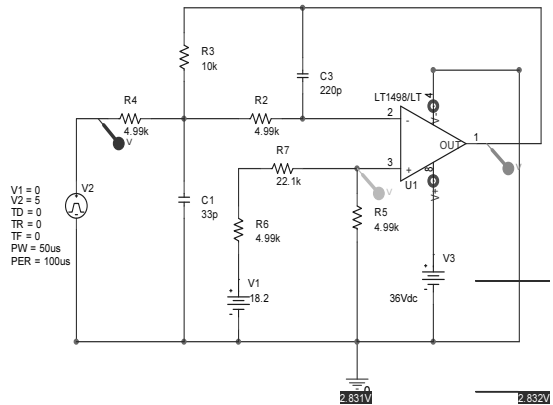 R3
10k
C3
220p
LT1498/LT
4
V-
R4
4.99k
V
R2
4.99k
2
-
OUT
1
V
3
+
8
V+
U1
R7
22.1k
V
V1 = 0
V2 = 5
TD = 0
TR = 0
TF = 0
PW = 50us
PER = 100us
V2
C1
33p
R6
4.99k
R5
4.99k
V1
+
18.2
-
V3
+
36Vdc
-
0
2.831V
2.832V